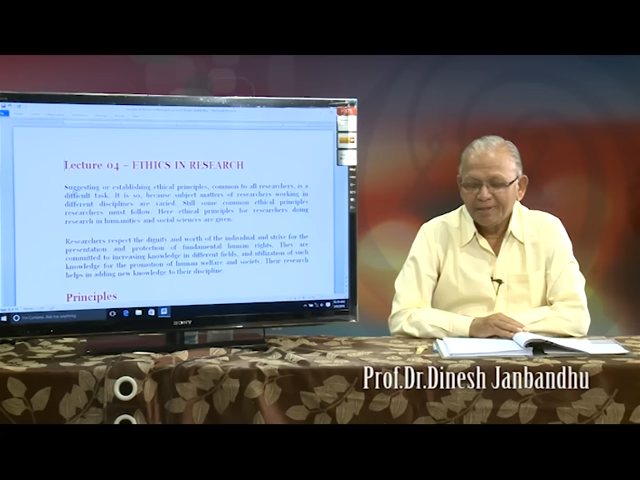 Lecture 04 – ETHICS IN RESEARCH
Suggesting or establishing ethical principles, common to all researchers, is a
difficult task. It is so, because subject matters of researchers working in
different disciplines are varied. Still some common ethical principles
researchers must follow. Here ethical principles for researchers doing
research in humanities and social sciences are given:
Researchers respect the dignity and worth of the individual and strive for the
presentation and protection of fundamental human rights. They are
committed to increasing knowledge in different fields, and utilization of such
knowledge for the promotion of human welfare and society. Their research
helps in adding new knowledge to their discipline.
Principles
SONY
Prof.Dr.Dinesh Janbandhu